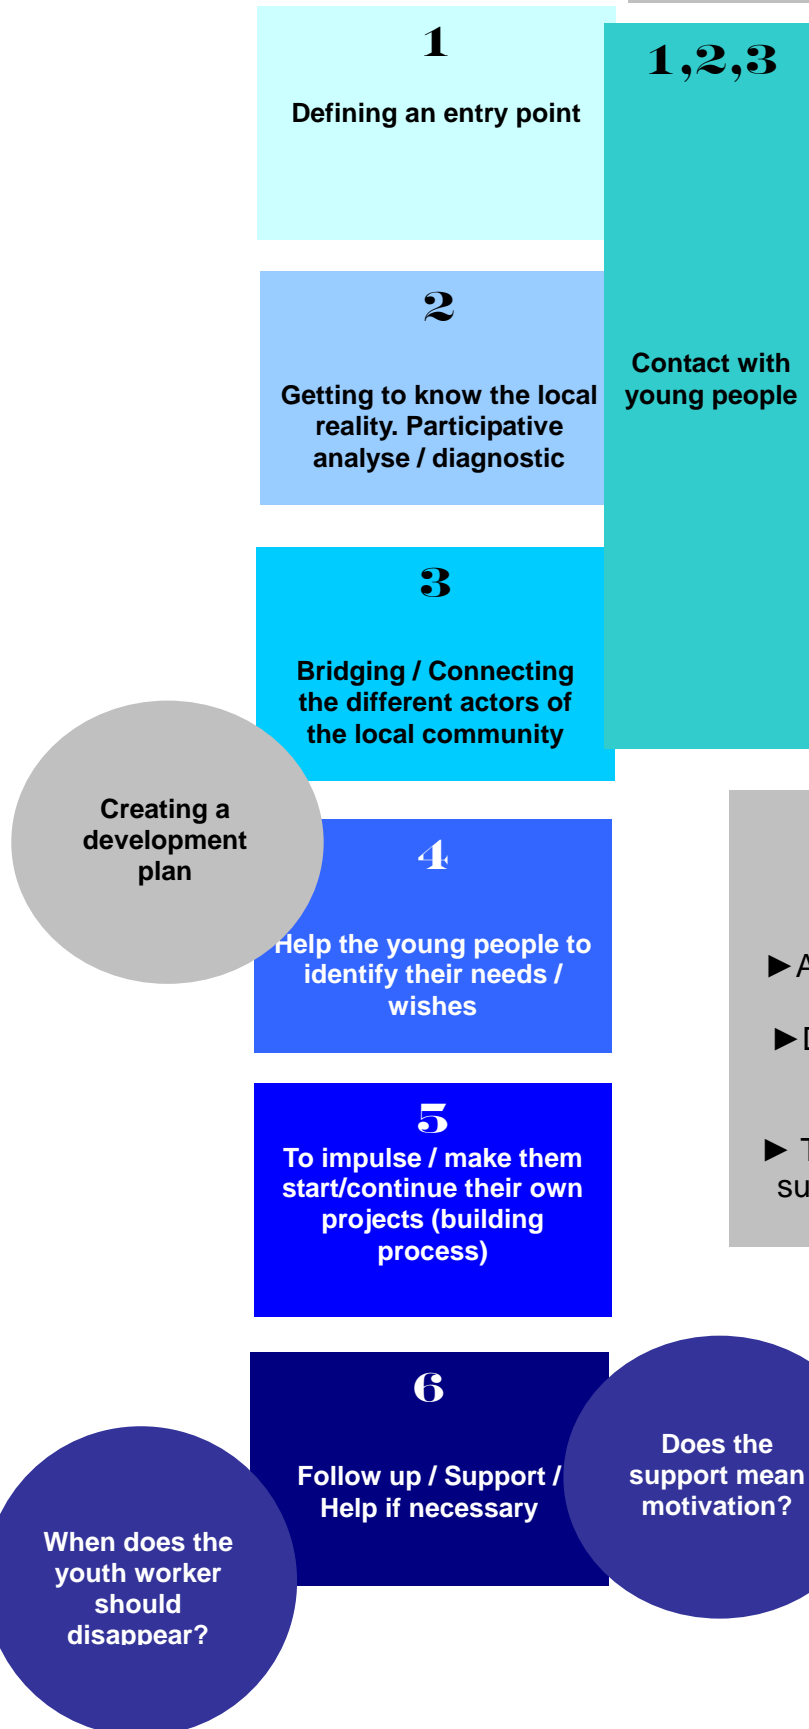 1
Defining an entry point
1,2,3
Contact with
young people
2
Getting to know the local
reality. Participative
analyse / diagnostic
3
Bridging / Connecting
the different actors of
the local community
Creating a
development
plan
4
Help the young people to
identify their needs /
wishes
►
►
►
5
To impulse / make them
start/continue their own
projects (building
process)
6
Follow up / Support /
Help if necessary
Does the
support mean
motivation?
When does the
youth worker
should
disappear?